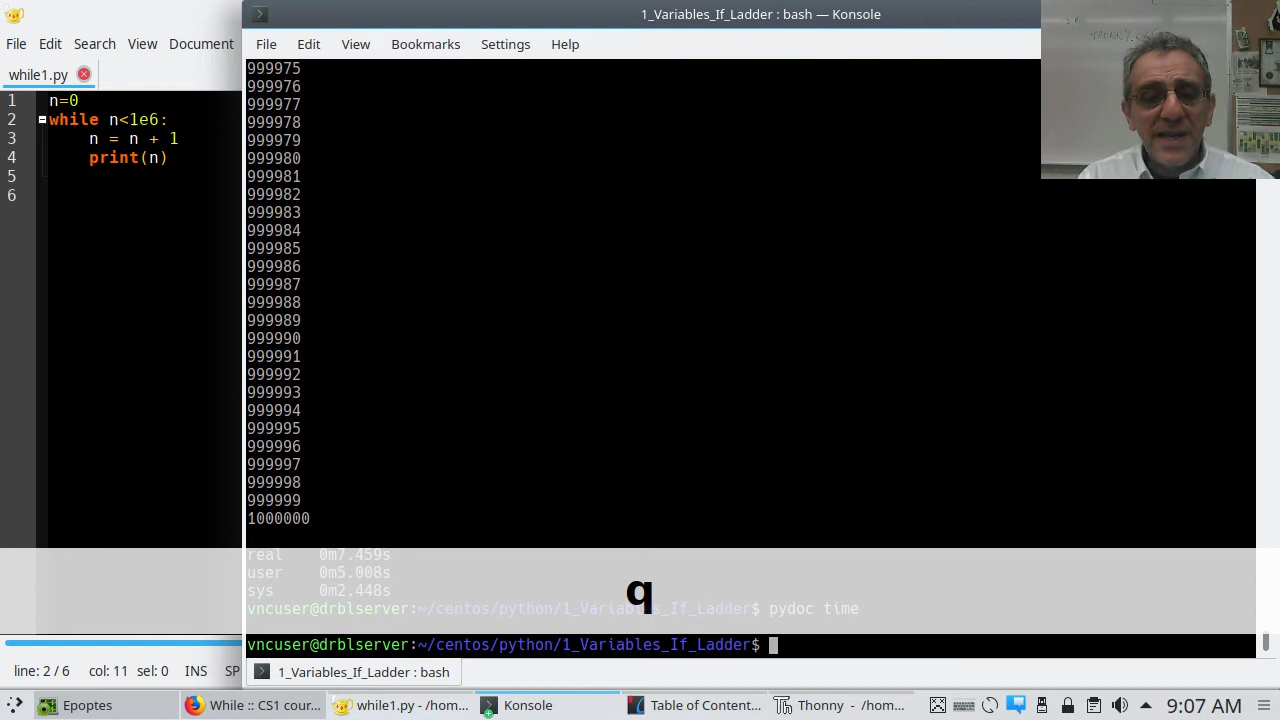 1_Variables_If_Ladder : bash — Konsole
File Edit Search View Document
File Edit View Bookmarks Settings Help
while1.py
1 n=0
2 while n<1e6:
3 n = n + 1
4 print(n)
5
6
999975
999976
999977
999978
999979
999980
999981
999982
999983
999984
999985
999986
999987
999988
999989
999990
999991
999992
999993
999994
999995
999996
999997
999998
999999
1000000
real 0m7.459s
user 0m5.008s
sys 0m2.448s
q
vncuser@drblserver:~/centos/python/1_Variables_If_Ladder$ pydoc time
vncuser@drblserver:~/centos/python/1_Variables_If_Ladder$
line: 2 / 6 col: 11 sel: 0 INS SP
1_Variables_If_Ladder : bash
Epoptes
While :: CS1 cour...
while1.py - /hom...
Konsole
Table of Content...
Th Thonny - /hom...
9:07 AM